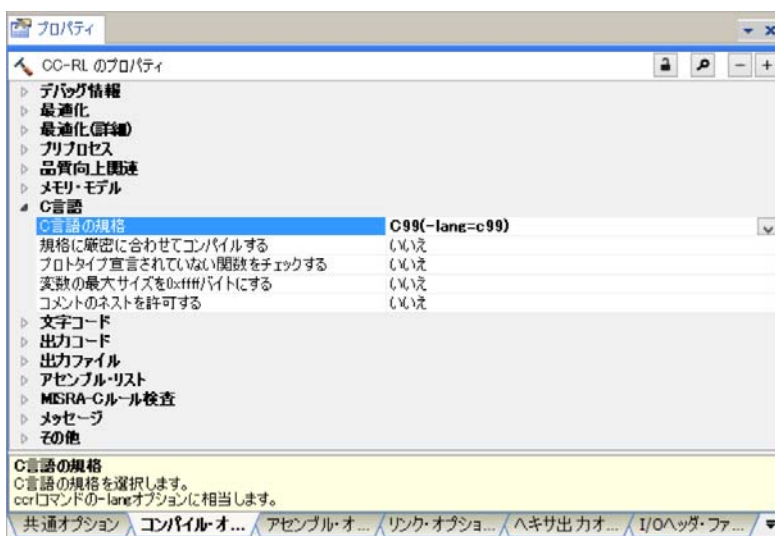 プロパティ
CC-RL のプロパティ
デバッグ情報
最適化
最適化(詳細)
プリプロセス
品質向上関連
メモリ・モデル
C言語
C言語の規格 C99(-lang=c99)
規格に厳密に合わせてコンパイルする いいえ
プロトタイプ宣言されていない関数をチェックする いいえ
変数の最大サイズを0xffffバイトにする いいえ
コメントのネストを許可する いいえ
文字コード
出力コード
出力ファイル
アセンブル・リスト
MISRA-Cルール検査
メッセージ
その他
C言語の規格
C言語の規格を選択します。
ccrlコマンドの-langオプションに相当します。
共通オプション コンパイル・オ... アセンブル・オ... リンク・オプショ... ヘキサ出力オ... I/Oヘッダ・ファ...